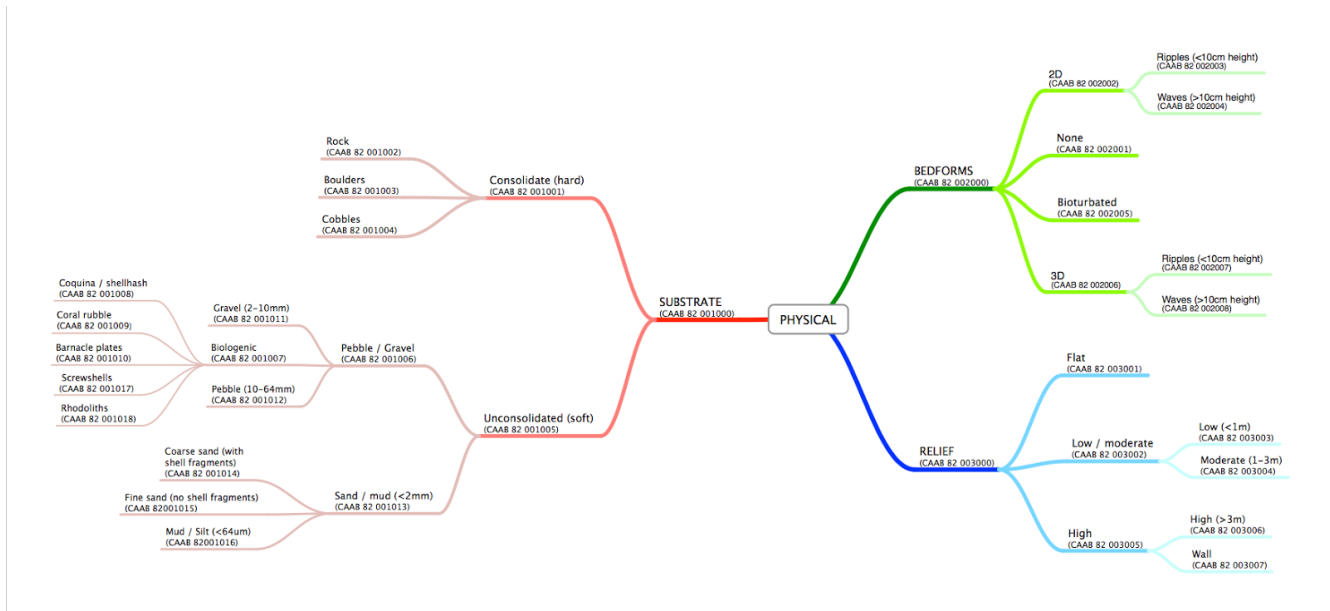 PHYSICAL
SUBSTRATE
(CAAB 82 001000)
Consolidate (hard)
(CAAB 82 001001)
Rock
(CAAB 82 001002)
Boulders
(CAAB 82 001003)
Cobbles
(CAAB 82 001004)
Unconsolidated (soft)
(CAAB 82 001005)
Pebble / Gravel
(CAAB 82 001006)
Gravel (2-10mm)
(CAAB 82 001011)
Biologenic
(CAAB 82 001007)
Coquina / shellhash
(CAAB 82 001008)
Coral rubble
(CAAB 82 001009)
Barnacle plates
(CAAB 82 001010)
Screwshells
(CAAB 82 001017)
Rhodoliths
(CAAB 82 001018)
Pebble (10-64mm)
(CAAB 82 001012)
Sand / mud (<2mm)
(CAAB 82 001013)
Coarse sand (with
shell fragments)
(CAAB 82 001014)
Fine sand (no shell fragments)
(CAAB 82001015)
Mud / Silt (<64um)
(CAAB 82001016)
BEDFORMS
(CAAB 82 002000)
2D
(CAAB 82 002002)
Ripples (<10cm height)
(CAAB 82 002003)
Waves (>10cm height)
(CAAB 82 002004)
None
(CAAB 82 002001)
Bioturbated
(CAAB 82 002005)
3D
(CAAB 82 002006)
Ripples (<10cm height)
(CAAB 82 002007)
Waves (>10cm height)
(CAAB 82 002008)
RELIEF
(CAAB 82 003000)
Flat
(CAAB 82 003001)
Low / moderate
(CAAB 82 003002)
Low (<1m)
(CAAB 82 003003)
Moderate (1-3m)
(CAAB 82 003004)
High
(CAAB 82 003005)
High (>3m)
(CAAB 82 003006)
Wall
(CAAB 82 003007)